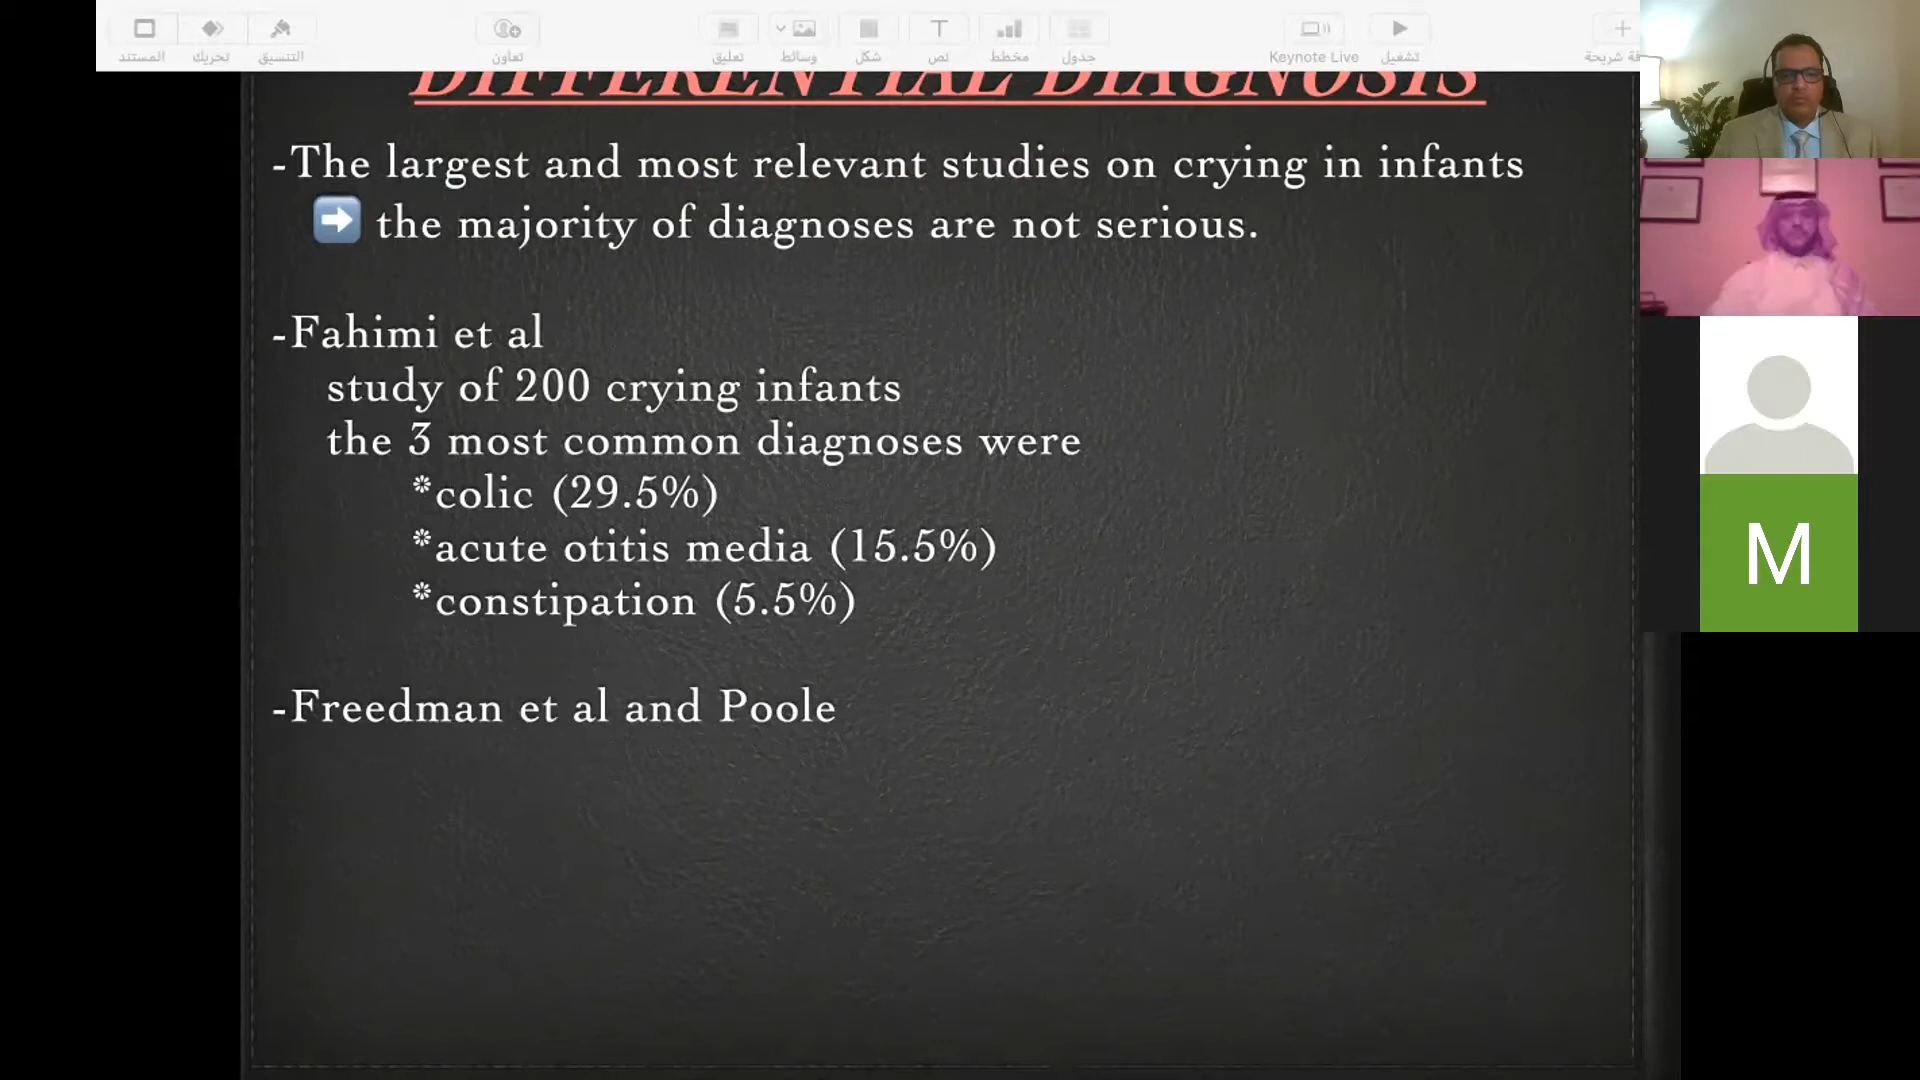 المستند
تحريك
التنسيق
تعاون
تعليق
وسائط
شكل
نص
مخطط
جدول
Keynote Live
تشغيل
شريحة
DIFFERENTIAL DIAGNOSIS
-The largest and most relevant studies on crying in infants
➡ the majority of diagnoses are not serious.
-Fahimi et al
study of 200 crying infants
the 3 most common diagnoses were
*colic (29.5%)
*acute otitis media (15.5%)
*constipation (5.5%)
-Freedman et al and Poole
M